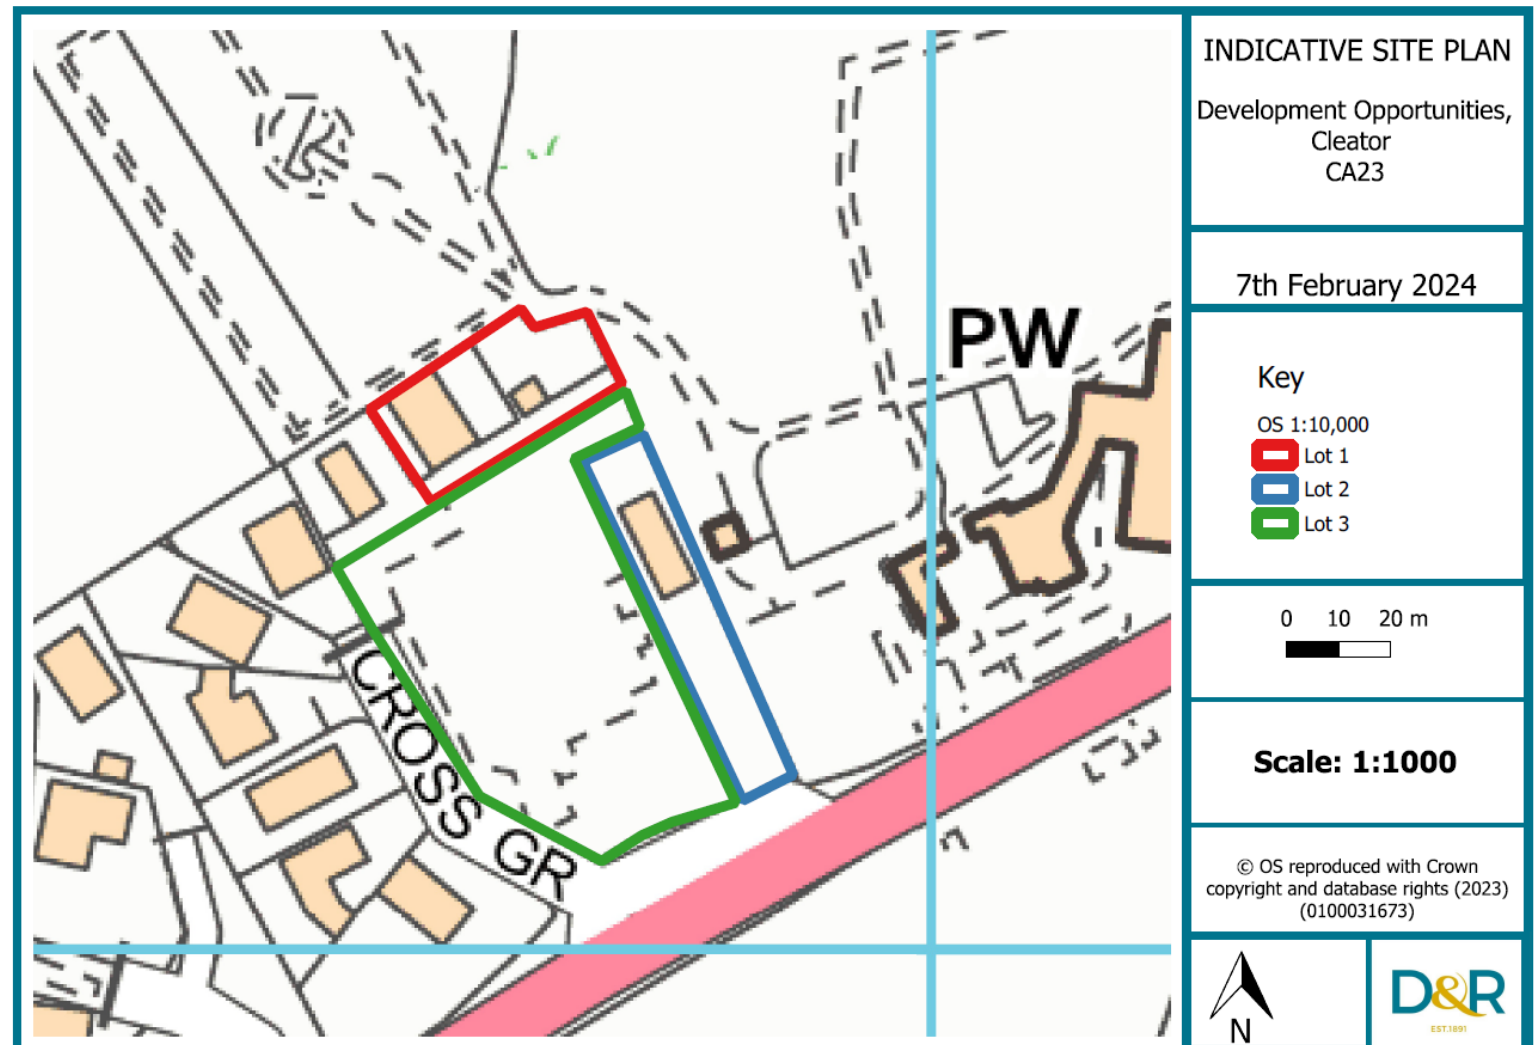 PW
CROSS GR
INDICATIVE SITE PLAN
Development Opportunities,
Cleator
CA23
7th February 2024
Key
OS 1:10,000
Lot 1
Lot 2
Lot 3
0 10 20 m
Scale: 1:1000
© OS reproduced with Crown
copyright and database rights (2023)
(0100031673)
N
D&R
EST.1891